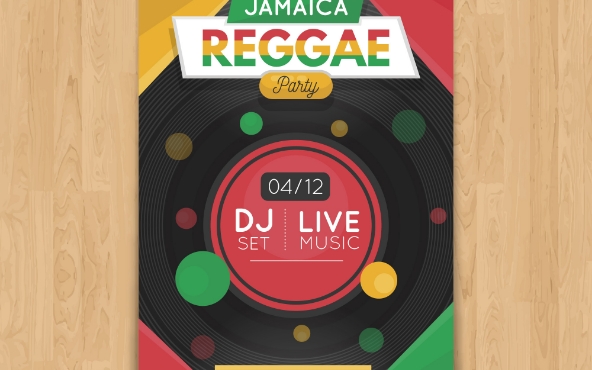 JAMAICA
REGGAE
Party
04/12
DJ SET
LIVE MUSIC